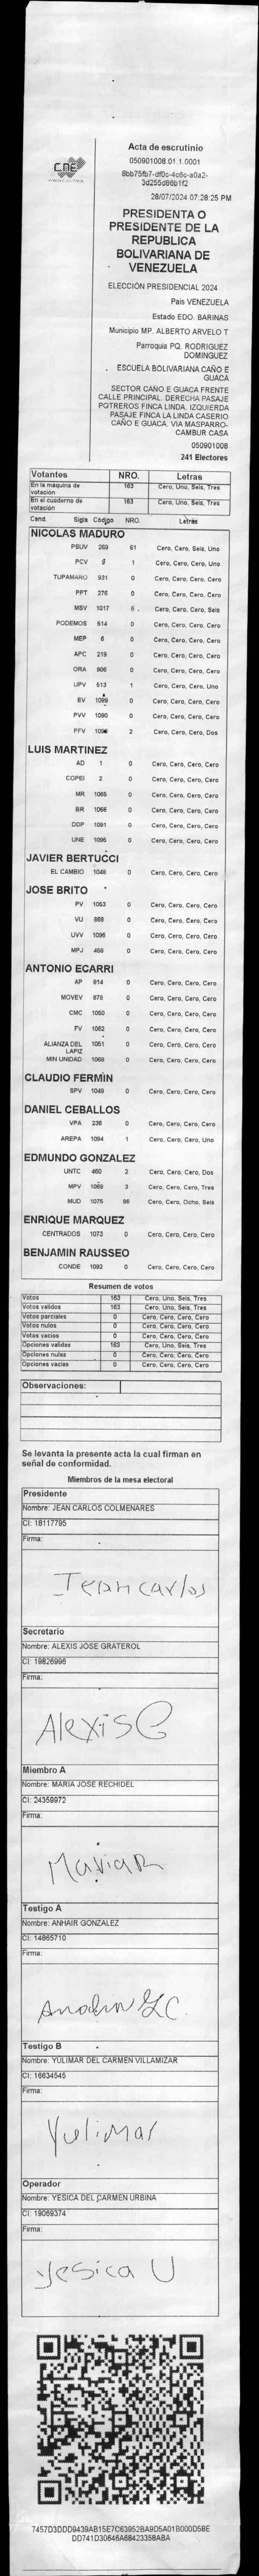 CNE
Acta de escrutinio
050901008.01.1.0001
28/07/2024 07:28:25 PM
PRESIDENTA O
PRESIDENTE DE LA
REPUBLICA
BOLIVARIANA DE
VENEZUELA
ELECCIÓN PRESIDENCIAL 2024
Pais VENEZUELA
Estado EDO. BARINAS
Municipio MP. ALBERTO ARVELO T
Parroquia PQ. RODRIGUEZ
DOMINGUEZ
ESCUELA BOLIVARIANA CAÑO E
GUACA
SECTOR CAÑO E GUACA FRENTE
CALLE PRINCIPAL. DERECHA PASAJE
POTREROS FINCA LINDA. IZQUIERDA
PASAJE FINCA LA LINDA CASERIO
CAÑO E GUACA. VIA MASPARRO-
CAMBUR CASA
050901008
241 Electores
Votantes NRO. Letras
En la máquina de votación 163 Cero, Uno, Seis, Tres
En el cuaderno de votación 163 Cero, Uno, Seis, Tres
Cand. Sigla Código NRO. Letras
NICOLAS MADURO
PSUV 269 61 Cero, Cero, Seis, Uno
PCV 1 Cero, Cero, Cero, Uno
TUPAMARO 931 0 Cero, Cero, Cero, Cero
PPT 276 0 Cero, Cero, Cero, Cero
MSV 1017 6 Cero, Cero, Cero, Seis
PODEMOS 514 0 Cero, Cero, Cero, Cero
MEP 6 0 Cero, Cero, Cero, Cero
APC 219 0 Cero, Cero, Cero, Cero
ORA 906 0 Cero, Cero, Cero, Cero
UPV 513 1 Cero, Cero, Cero, Uno
EV 1089 0 Cero, Cero, Cero, Cero
PVV 1090 0 Cero, Cero, Cero, Cero
PFV 2 Cero, Cero, Cero, Dos
LUIS MARTINEZ
AD 1 0 Cero, Cero, Cero, Cero
COPEI 2 0 Cero, Cero, Cero, Cero
MR 1065 0 Cero, Cero, Cero, Cero
BR 1066 0 Cero, Cero, Cero, Cero
DDP 1091 0 Cero, Cero, Cero, Cero
UNE 1095 0 Cero, Cero, Cero, Cero
JAVIER BERTUCCI
EL CAMBIO 1048 0 Cero, Cero, Cero, Cero
JOSE BRITO
PV 1053 0 Cero, Cero, Cero, Cero
VU 868 0 Cero, Cero, Cero, Cero
UVV 1096 0 Cero, Cero, Cero, Cero
MPJ 458 0 Cero, Cero, Cero, Cero
ANTONIO ECARRI
AP 814 0 Cero, Cero, Cero, Cero
MOVEV 879 0 Cero, Cero, Cero, Cero
CMC 1050 0 Cero, Cero, Cero, Cero
FV 1052 0 Cero, Cero, Cero, Cero
ALIANZA DEL LAPIZ 1051 0 Cero, Cero, Cero, Cero
MIN UNIDAD 1068 0 Cero, Cero, Cero, Cero
CLAUDIO FERMÌN
SPV 1049 0 Cero, Cero, Cero, Cero
DANIEL CEBALLOS
VPA 236 0 Cero, Cero, Cero, Cero
AREPA 1094 1 Cero, Cero, Cero, Uno
EDMUNDO GONZALEZ
UNTC 460 2 Cero, Cero, Cero, Dos
MPV 1069 3 Cero, Cero, Cero, Tres
MUD 1075 86 Cero, Cero, Ocho, Seis
ENRIQUE MARQUEZ
CENTRADOS 1073 0 Cero, Cero, Cero, Cero
BENJAMIN RAUSSEO
CONDE 1092 0 Cero, Cero, Cero, Cero
Resumen de votos
Votos 163 Cero, Uno, Seis, Tres
Votos validos 163 Cero, Uno, Seis, Tres
Votos parciales 0 Cero, Cero, Cero, Cero
Votos nulos 0 Cero, Cero, Cero, Cero
Votos vacios 0 Cero, Cero, Cero, Cero
Opciones validas 163 Cero, Uno, Seis, Tres
Opciones nulas 0 Cero, Cero, Cero, Cero
Opciones vacias 0 Cero, Cero, Cero, Cero
Observaciones:
Se levanta la presente acta la cual firman en
señal de conformidad.
Miembros de la mesa electoral
Presidente
Nombre: JEAN CARLOS COLMENARES
CI: 18117795
Firma:
Jean carlos
Secretario
Nombre: ALEXIS JOSE GRATEROL
CI: 19826996
Firma:
Alexis G
Miembro A
Nombre: MARIA JOSE RECHIDEL
CI: 24359972
Firma:
Maria R
Testigo A
Nombre: ANHAIR GONZALEZ
CI: 14865710
Firma:
Testigo B
Nombre: YULIMAR DEL CARMEN VILLAMIZAR
CI: 16634545
Firma:
Yulimar
Operador
Nombre: YESICA DEL CARMEN URBINA
CI: 19069374
Firma:
Yesica U
7457D3DDD9439AB15E7C63952BA9D5A01B000D58E
DD741D30646A68423358ABA